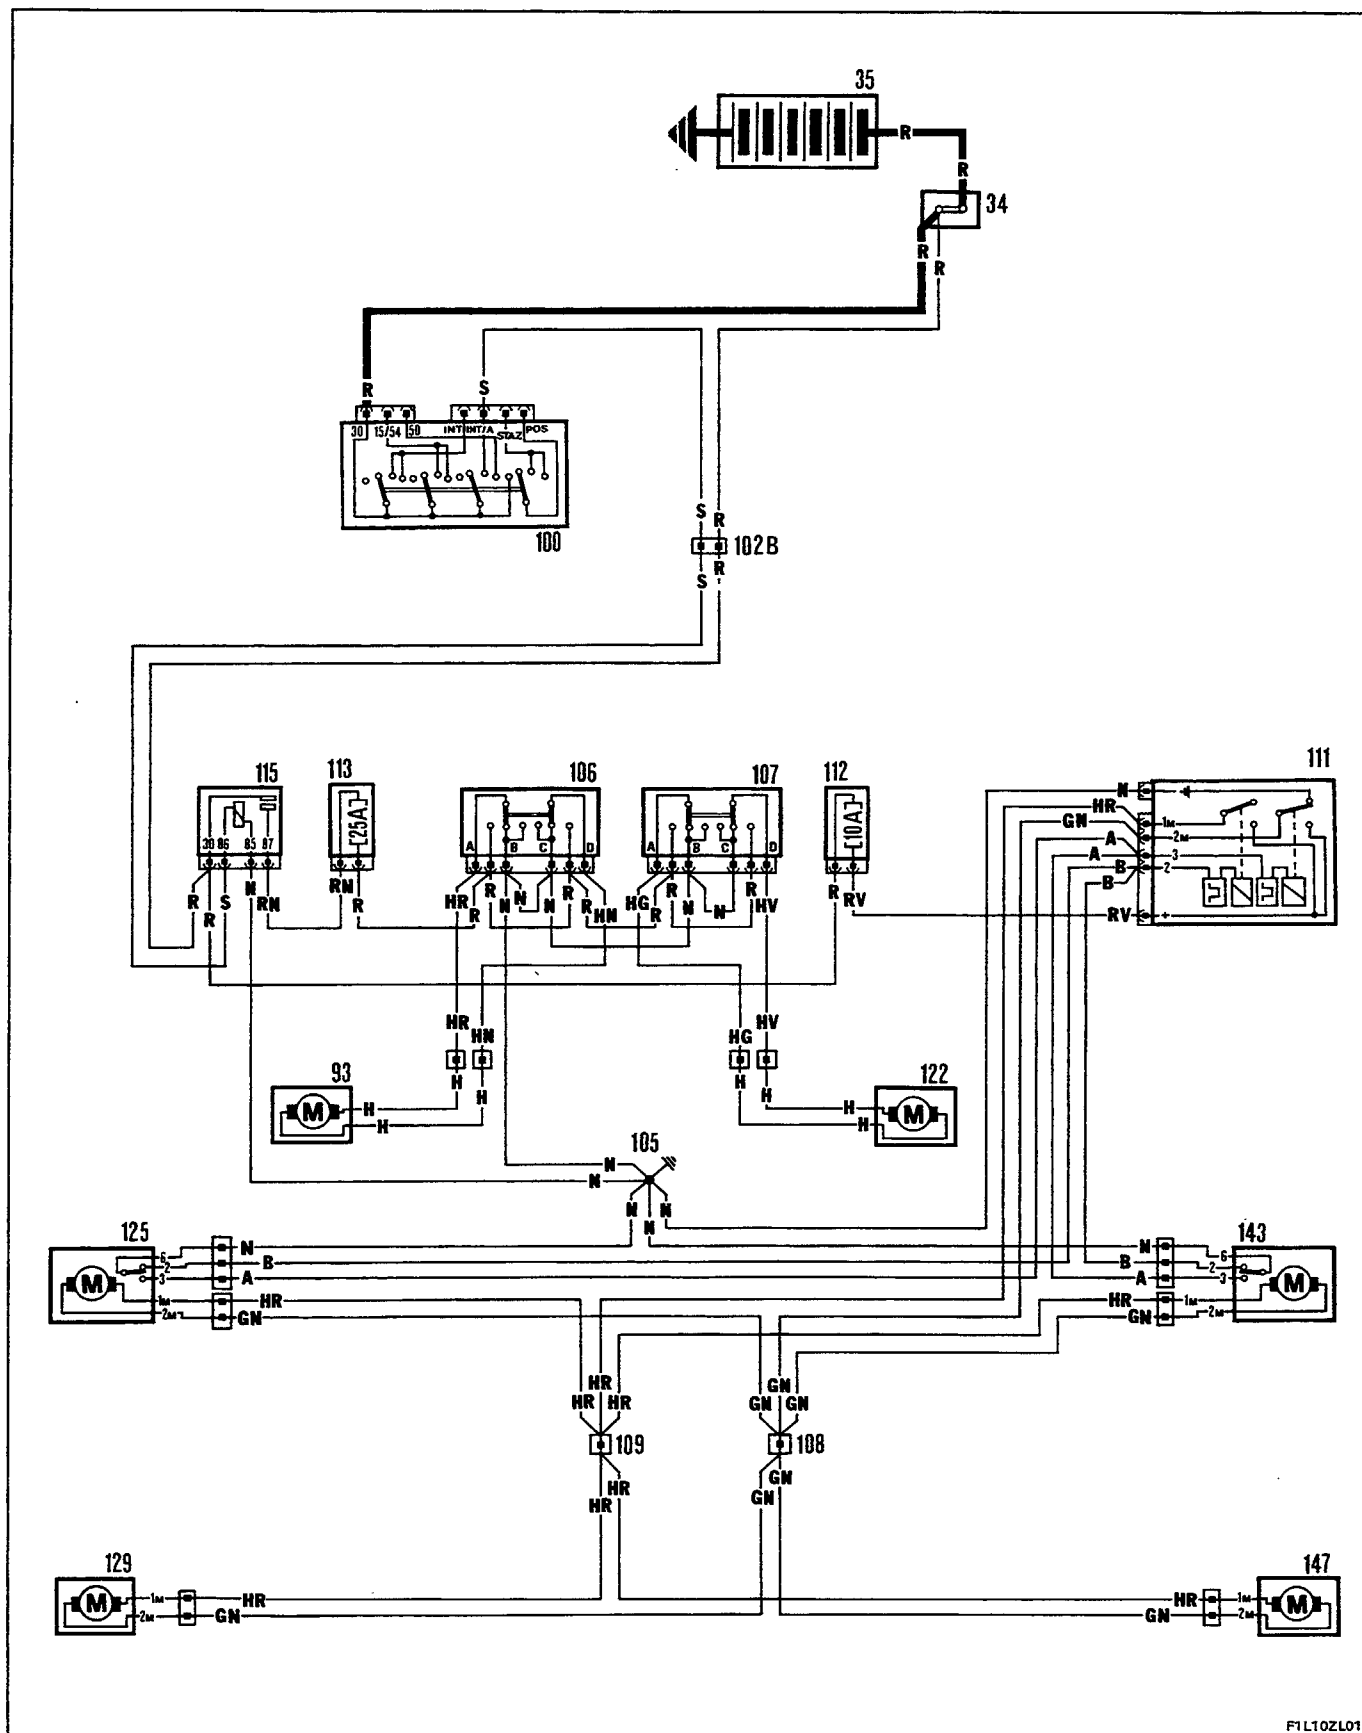 35
R
R
34
R
R
R
S
30 15/54 50 INT INT/A STAZ POS
100
S R
102B
S R
115 113 106 107 112 111
25A
10A
30 86 85 87
A B C D
A B C D
N
HR
GN
A
A
B
B
RV
1M
2M
3
2
+
R R S N RN
RN R
HR R R N N N R R HN
HG R R N N R HV
R RV
HR HN HG HV
H H H H
93
M
H
H
122
M
H
H
105
N
N
N N N
125
M
6
2
3
1M
2M
N
B
A
HR
GN
143
M
N
B
A
HR
GN
6
2
3
1M
2M
HR HR HR
GN GN GN
109
108
HR HR
GN GN
129
M
1M
2M
HR
GN
147
M
HR
GN
1M
2M
F1L10ZL01